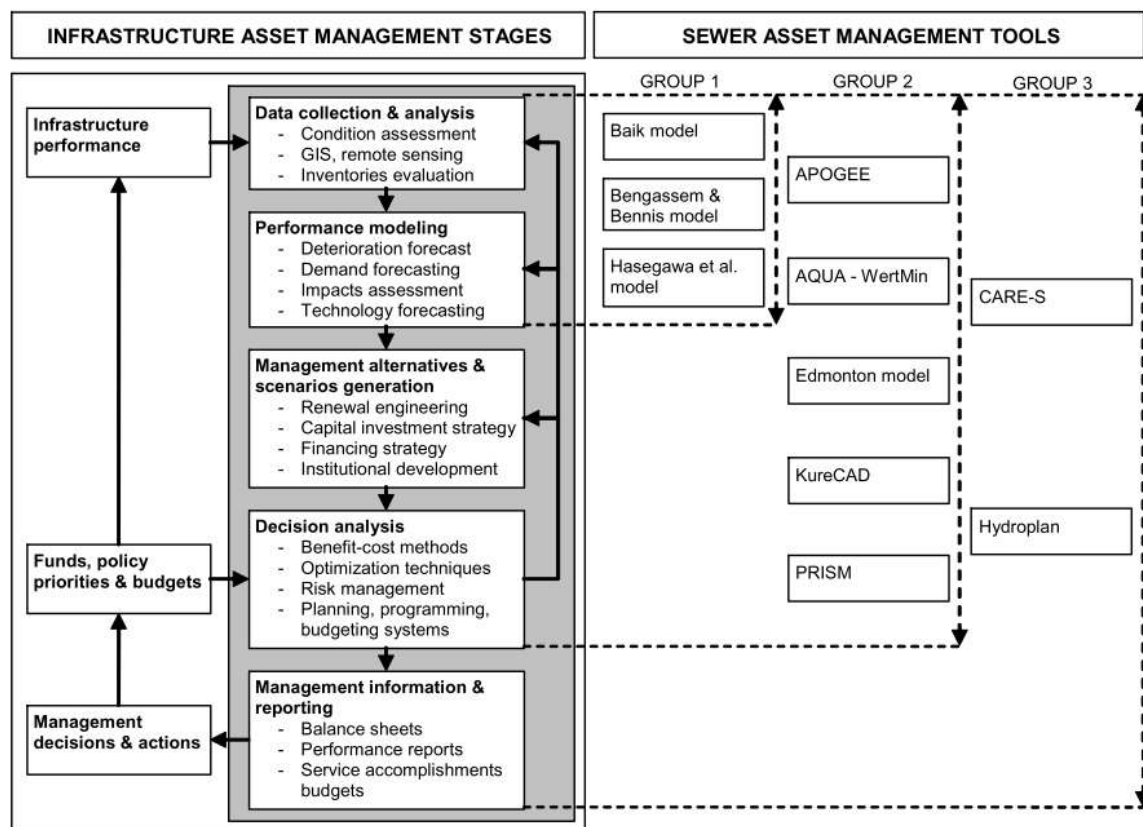 INFRASTRUCTURE ASSET MANAGEMENT STAGES
SEWER ASSET MANAGEMENT TOOLS
Infrastructure
performance
Funds, policy
priorities & budgets
Management
decisions & actions
Data collection & analysis
- Condition assessment
- GIS, remote sensing
- Inventories evaluation
Performance modeling
- Deterioration forecast
- Demand forecasting
- Impacts assessment
- Technology forecasting
Management alternatives &
scenarios generation
- Renewal engineering
- Capital investment strategy
- Financing strategy
- Institutional development
Decision analysis
- Benefit-cost methods
- Optimization techniques
- Risk management
- Planning, programming,
budgeting systems
Management information &
reporting
- Balance sheets
- Performance reports
- Service accomplishments
budgets
GROUP 1
Baik model
Bengassem &
Bennis model
Hasegawa et al.
model
GROUP 2
APOGEE
AQUA - WertMin
Edmonton model
KureCAD
PRISM
GROUP 3
CARE-S
Hydroplan